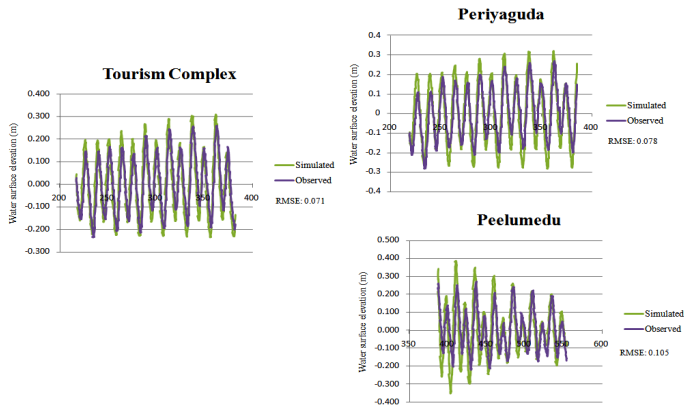 Tourism Complex
Water surface elevation (m)
0.400
0.300
0.200
0.100
0.000
-0.100
-0.200
-0.300
200
250
300
350
400
Simulated
Observed
RMSE: 0.071
Periyaguda
Water surface elevation (m)
0.4
0.3
0.2
0.1
0
-0.1
-0.2
-0.3
-0.4
200
250
300
350
400
Simulated
Observed
RMSE: 0.078
Peelumedu
Water surface elevation (m)
0.500
0.400
0.300
0.200
0.100
0.000
-0.100
-0.200
-0.300
-0.400
350
400
450
500
550
600
Simulated
Observed
RMSE: 0.105